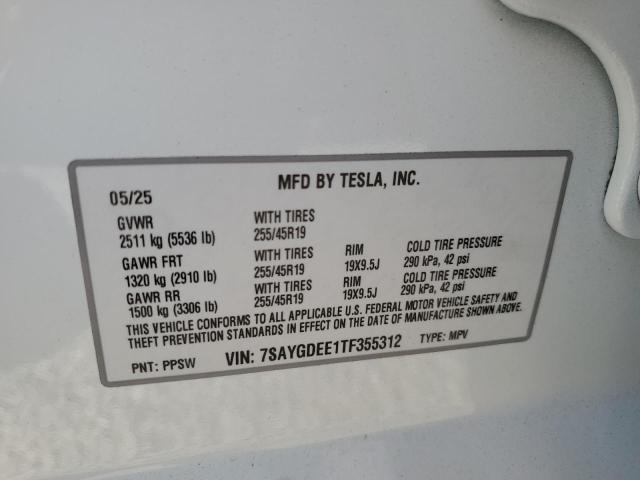 MFD BY TESLA, INC.
05/25
GVWR WITH TIRES
2511 kg (5536 lb) 255/45R19
GAWR FRT WITH TIRES RIM COLD TIRE PRESSURE
1320 kg (2910 lb) 255/45R19 19X9.5J 290 kPa, 42 psi
GAWR RR WITH TIRES RIM COLD TIRE PRESSURE
1500 kg (3306 lb) 255/45R19 19X9.5J 290 kPa, 42 psi
THIS VEHICLE CONFORMS TO ALL APPLICABLE U.S. FEDERAL MOTOR VEHICLE SAFETY AND
THEFT PREVENTION STANDARDS IN EFFECT ON THE DATE OF MANUFACTURE SHOWN ABOVE.
PNT: PPSW VIN: 7SAYGDEE1TF355312 TYPE: MPV